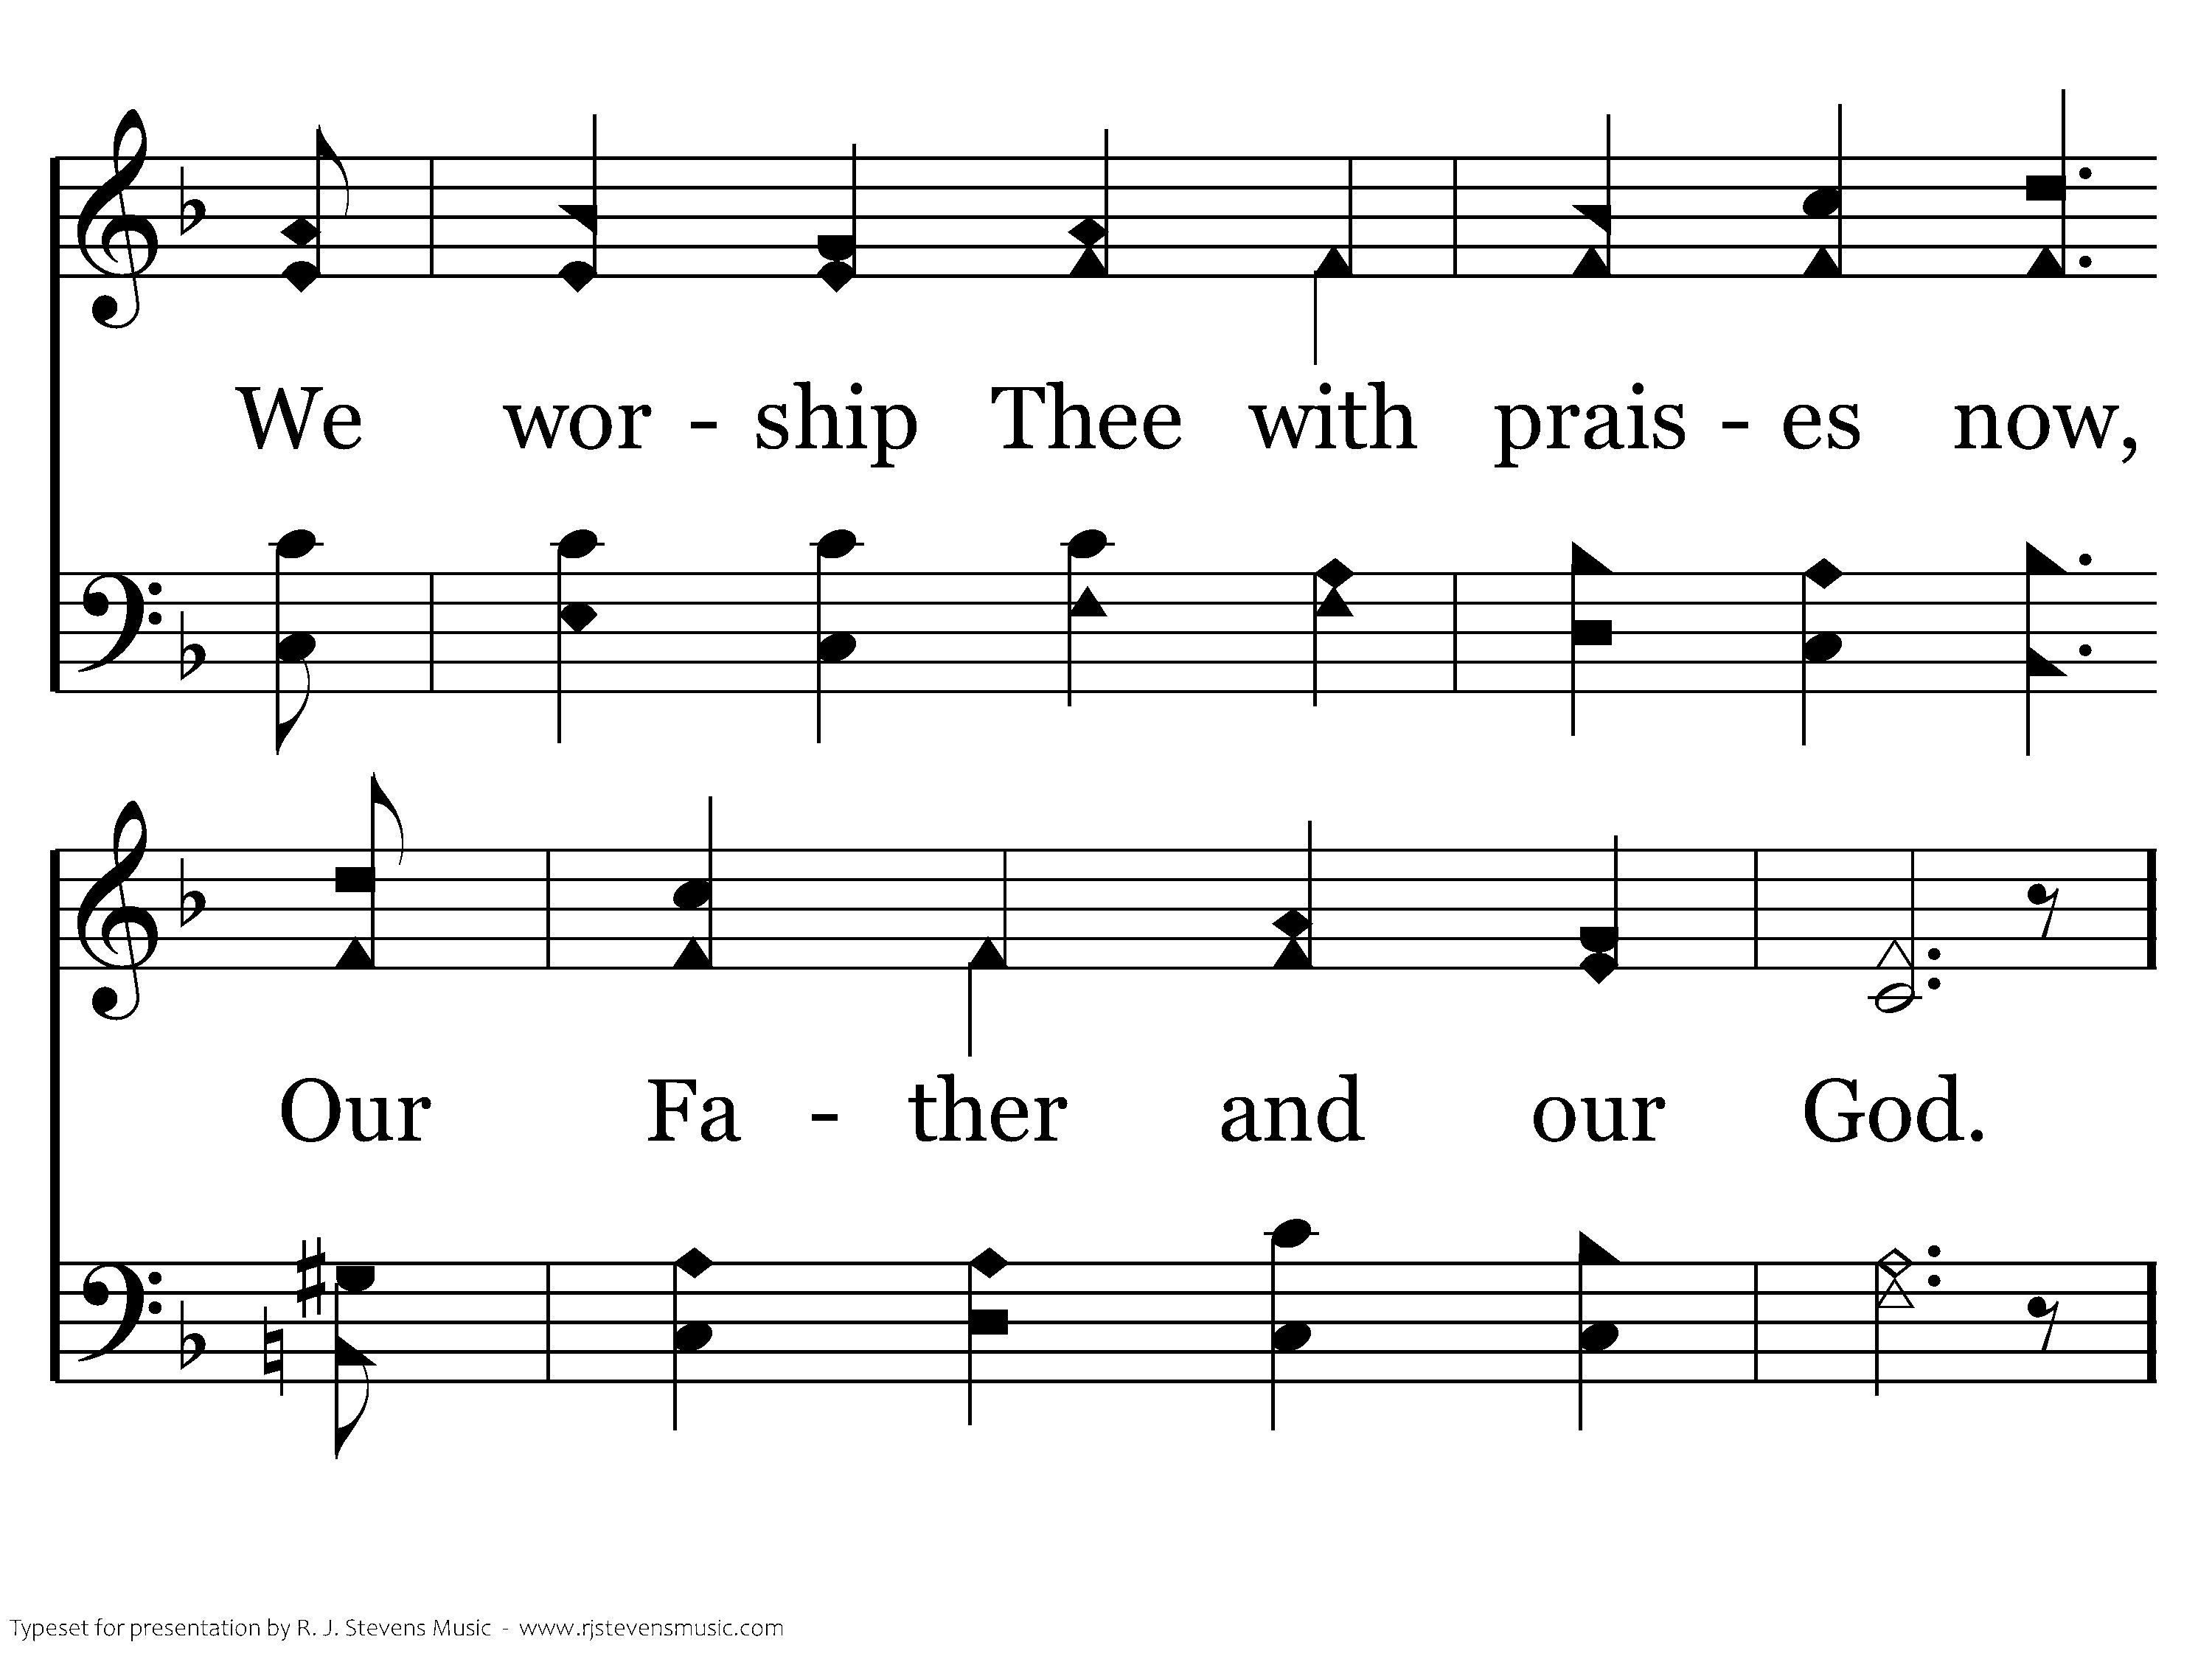 We wor - ship Thee with prais - es now,
Our Fa - ther and our God.
Typeset for presentation by R. J. Stevens Music - www.rjstevensmusic.com